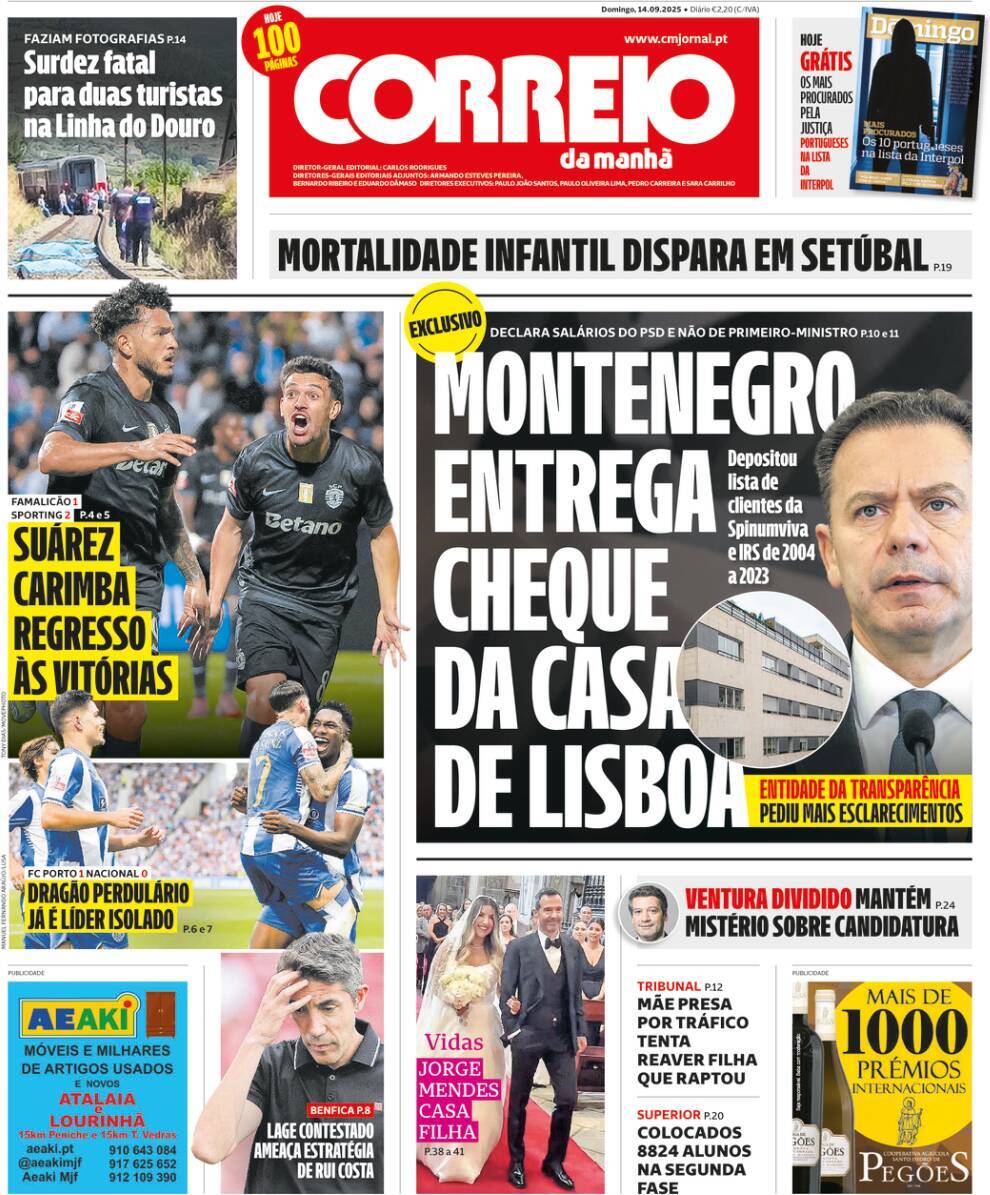 Domingo, 14.09.2025 • Diário €2,20 (C/IVA)
FAZIAM FOTOGRAFIAS P.14
Surdez fatal
para duas turistas
na Linha do Douro
HOJE
100
PÁGINAS
www.cmjornal.pt
CORREIO
da manhã
DIRETOR-GERAL EDITORIAL: CARLOS RODRIGUES
DIRETORES-GERAIS EDITORIAIS ADJUNTOS: ARMANDO ESTEVES PEREIRA,
BERNARDO RIBEIRO E EDUARDO DÂMASO DIRETORES EXECUTIVOS: PAULO JOÃO SANTOS, PAULO OLIVEIRA LIMA, PEDRO CARREIRA E SARA CARRILHO
HOJE
GRÁTIS
OS MAIS
PROCURADOS
PELA
JUSTIÇA
PORTUGUESES
NA LISTA
DA
INTERPOL
Domingo
MAIS
PROCURADOS
Os 10 portugueses
na lista da Interpol
MORTALIDADE INFANTIL DISPARA EM SETÚBAL P.19
EXCLUSIVO
DECLARA SALÁRIOS DO PSD E NÃO DE PRIMEIRO-MINISTRO P.10 e 11
MONTENEGRO
ENTREGA
CHEQUE
DA CASA
DE LISBOA
Depositou
lista de
clientes da
Spinumviva
e IRS de 2004
a 2023
ENTIDADE DA TRANSPARÊNCIA
PEDIU MAIS ESCLARECIMENTOS
Betano
Betano
8
FAMALICÃO 1
SPORTING 2 P.4 e 5
SUÁREZ
CARIMBA
REGRESSO
ÀS VITÓRIAS
TONY DIAS/MOVEPHOTO
7
FC PORTO 1 NACIONAL 0
DRAGÃO PERDULÁRIO
JÁ É LÍDER ISOLADO
P.6 e 7
MANUEL FERNANDO ARAÚJO/LUSA
PUBLICIDADE
AEAKI
MÓVEIS E MILHARES
DE ARTIGOS USADOS
E NOVOS
ATALAIA
e
LOURINHÃ
15km Peniche e 15km T. Vedras
aeaki.pt 910 643 084
@aeakimjf 917 625 652
Aeaki Mjf 912 109 390
BENFICA P.8
LAGE CONTESTADO
AMEAÇA ESTRATÉGIA
DE RUI COSTA
Vidas
JORGE
MENDES
CASA
FILHA
P.38 a 41
VENTURA DIVIDIDO MANTÉM P.24
MISTÉRIO SOBRE CANDIDATURA
TRIBUNAL P.12
MÃE PRESA
POR TRÁFICO
TENTA
REAVER FILHA
QUE RAPTOU
SUPERIOR P.20
COLOCADOS
8824 ALUNOS
NA SEGUNDA
FASE
PUBLICIDADE
MAIS DE
1000
PRÉMIOS
INTERNACIONAIS
COOPERATIVA AGRÍCOLA
SANTO ISIDRO DE
PEGÕES